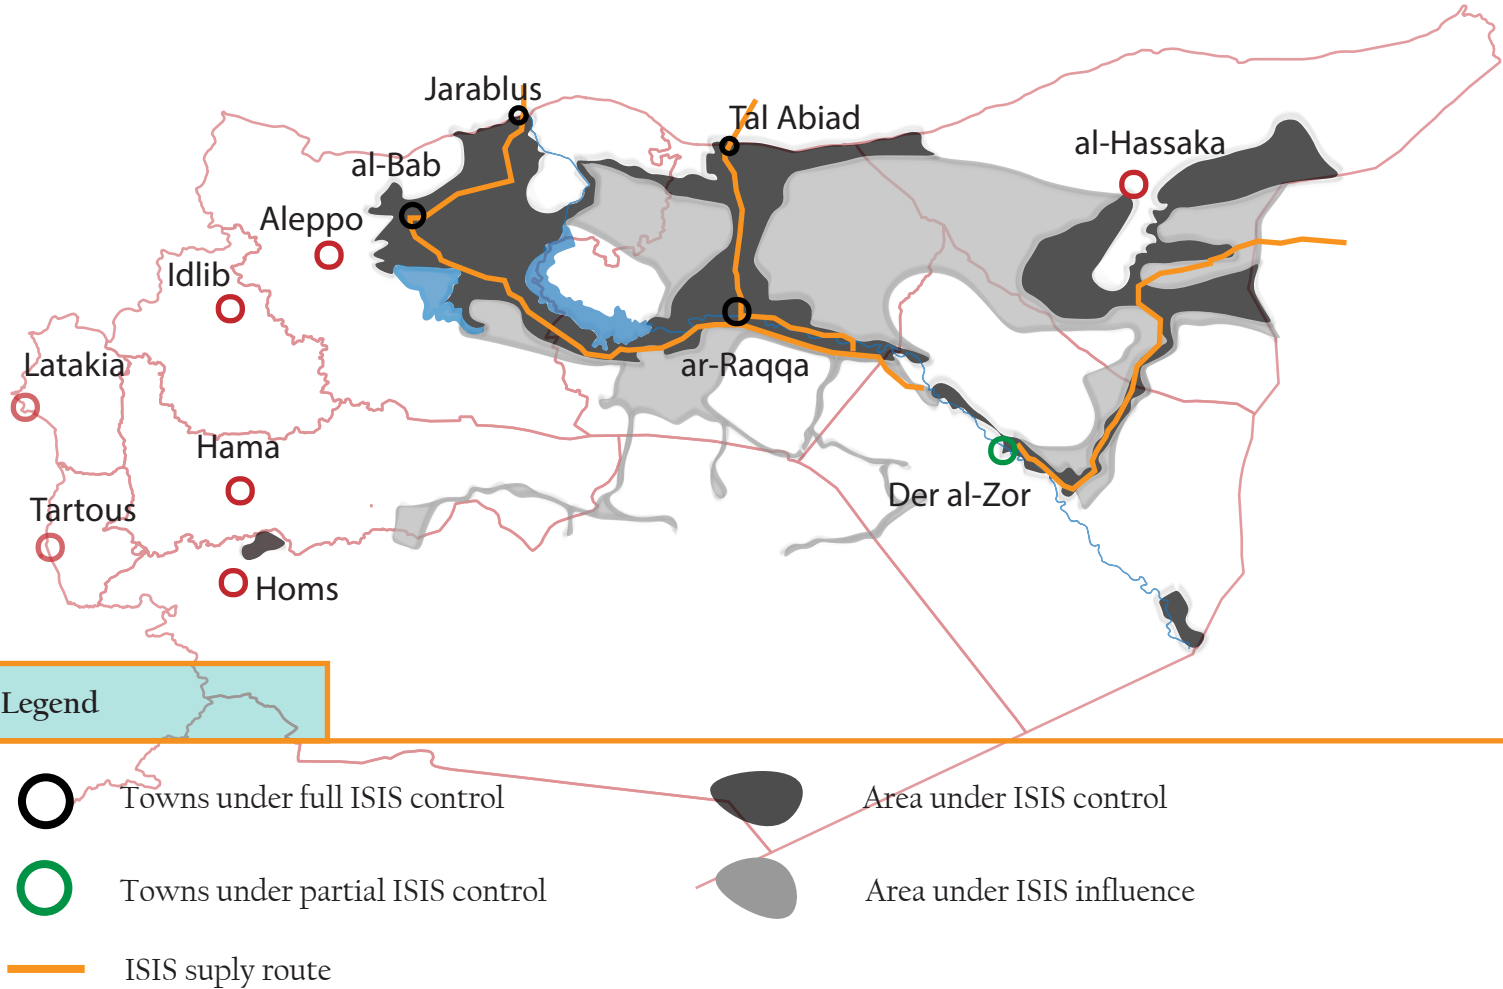 Jarablus
Tal Abiad
al-Hassaka
al-Bab
Aleppo
Idlib
Latakia
ar-Raqqa
Hama
Der al-Zor
Tartous
Homs
Legend
Towns under full ISIS control
Area under ISIS control
Towns under partial ISIS control
Area under ISIS influence
ISIS suply route